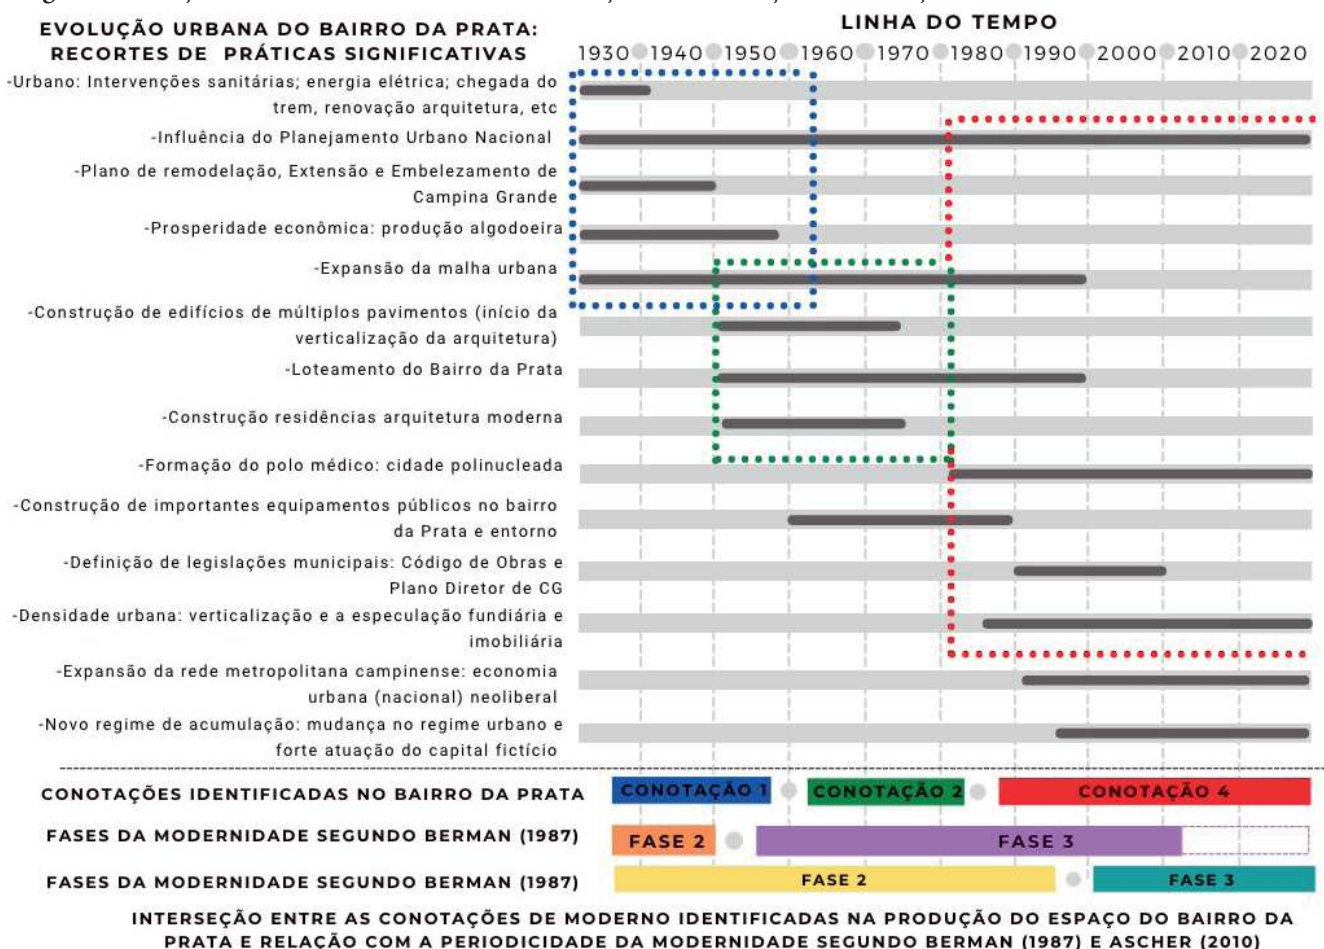 EVOLUÇÃO URBANA DO BAIRRO DA PRATA:
RECORTES DE PRÁTICAS SIGNIFICATIVAS
LINHA DO TEMPO
1930 1940 1950 1960 1970 1980 1990 2000 2010 2020
-Urbano: Intervenções sanitárias; energia elétrica; chegada do
trem, renovação arquitetura, etc
-Influência do Planejamento Urbano Nacional
-Plano de remodelação, Extensão e Embelezamento de
Campina Grande
-Prosperidade econômica: produção algodoeira
-Expansão da malha urbana
-Construção de edifícios de múltiplos pavimentos (início da
verticalização da arquitetura)
-Loteamento do Bairro da Prata
-Construção residências arquitetura moderna
-Formação do polo médico: cidade polinucleada
-Construção de importantes equipamentos públicos no bairro
da Prata e entorno
-Definição de legislações municipais: Código de Obras e
Plano Diretor de CG
-Densidade urbana: verticalização e a especulação fundiária e
imobiliária
-Expansão da rede metropolitana campinense: economia
urbana (nacional) neoliberal
-Novo regime de acumulação: mudança no regime urbano e
forte atuação do capital fictício
CONOTAÇÕES IDENTIFICADAS NO BAIRRO DA PRATA
CONOTAÇÃO 1
CONOTAÇÃO 2
CONOTAÇÃO 4
FASES DA MODERNIDADE SEGUNDO BERMAN (1987)
FASE 2
FASE 3
FASES DA MODERNIDADE SEGUNDO BERMAN (1987)
FASE 2
FASE 3
INTERSEÇÃO ENTRE AS CONOTAÇÕES DE MODERNO IDENTIFICADAS NA PRODUÇÃO DO ESPAÇO DO BAIRRO DA
PRATA E RELAÇÃO COM A PERIODICIDADE DA MODERNIDADE SEGUNDO BERMAN (1987) E ASCHER (2010)